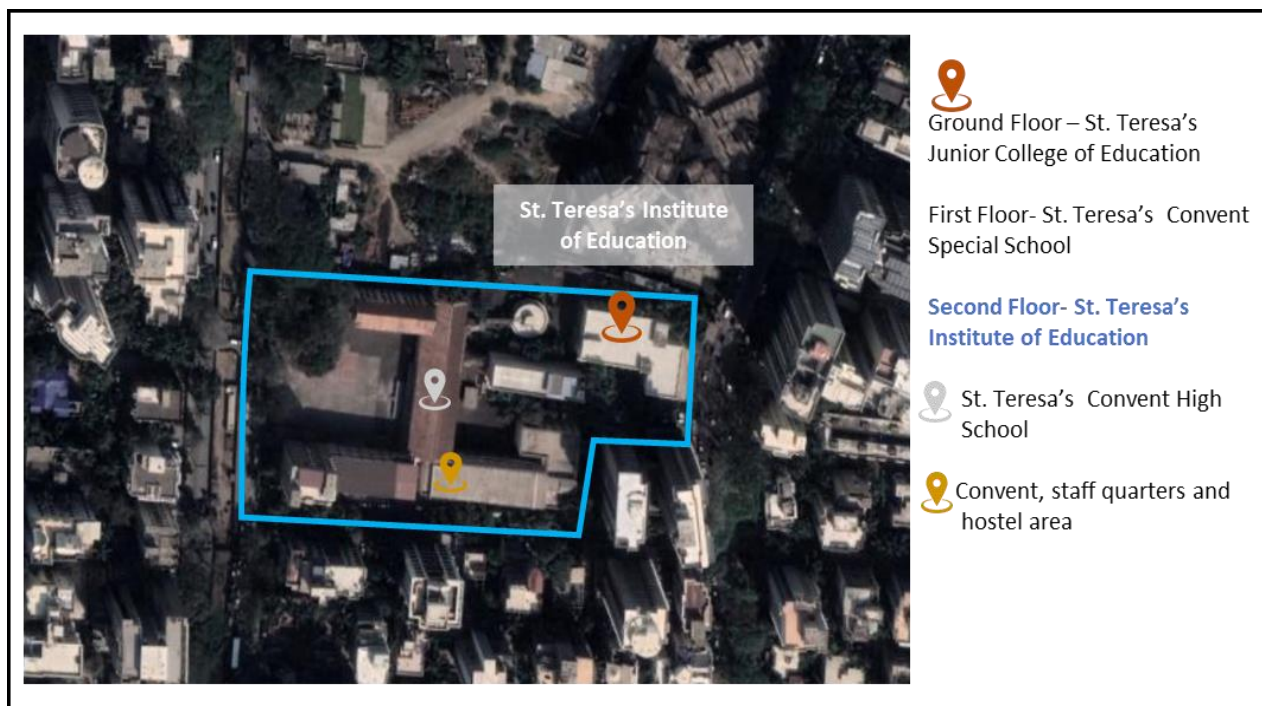 St. Teresa's Institute
of Education
Ground Floor – St. Teresa's
Junior College of Education
First Floor- St. Teresa's  Convent
Special School
Second Floor- St. Teresa's
Institute of Education
St. Teresa's  Convent High
School
Convent, staff quarters and
hostel area